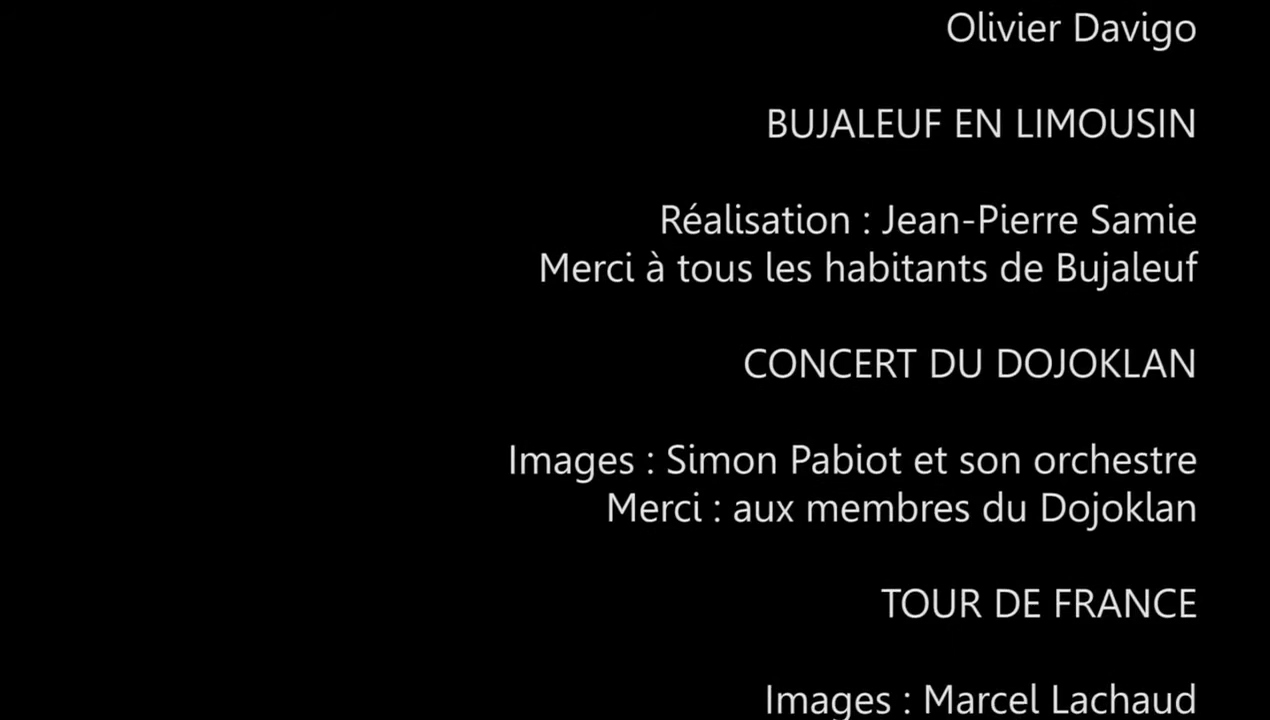 Olivier Davigo
BUJALEUF EN LIMOUSIN
Réalisation : Jean-Pierre Samie
Merci à tous les habitants de Bujaleuf
CONCERT DU DOJOKLAN
Images : Simon Pabiot et son orchestre
Merci : aux membres du Dojoklan
TOUR DE FRANCE
Images : Marcel Lachaud